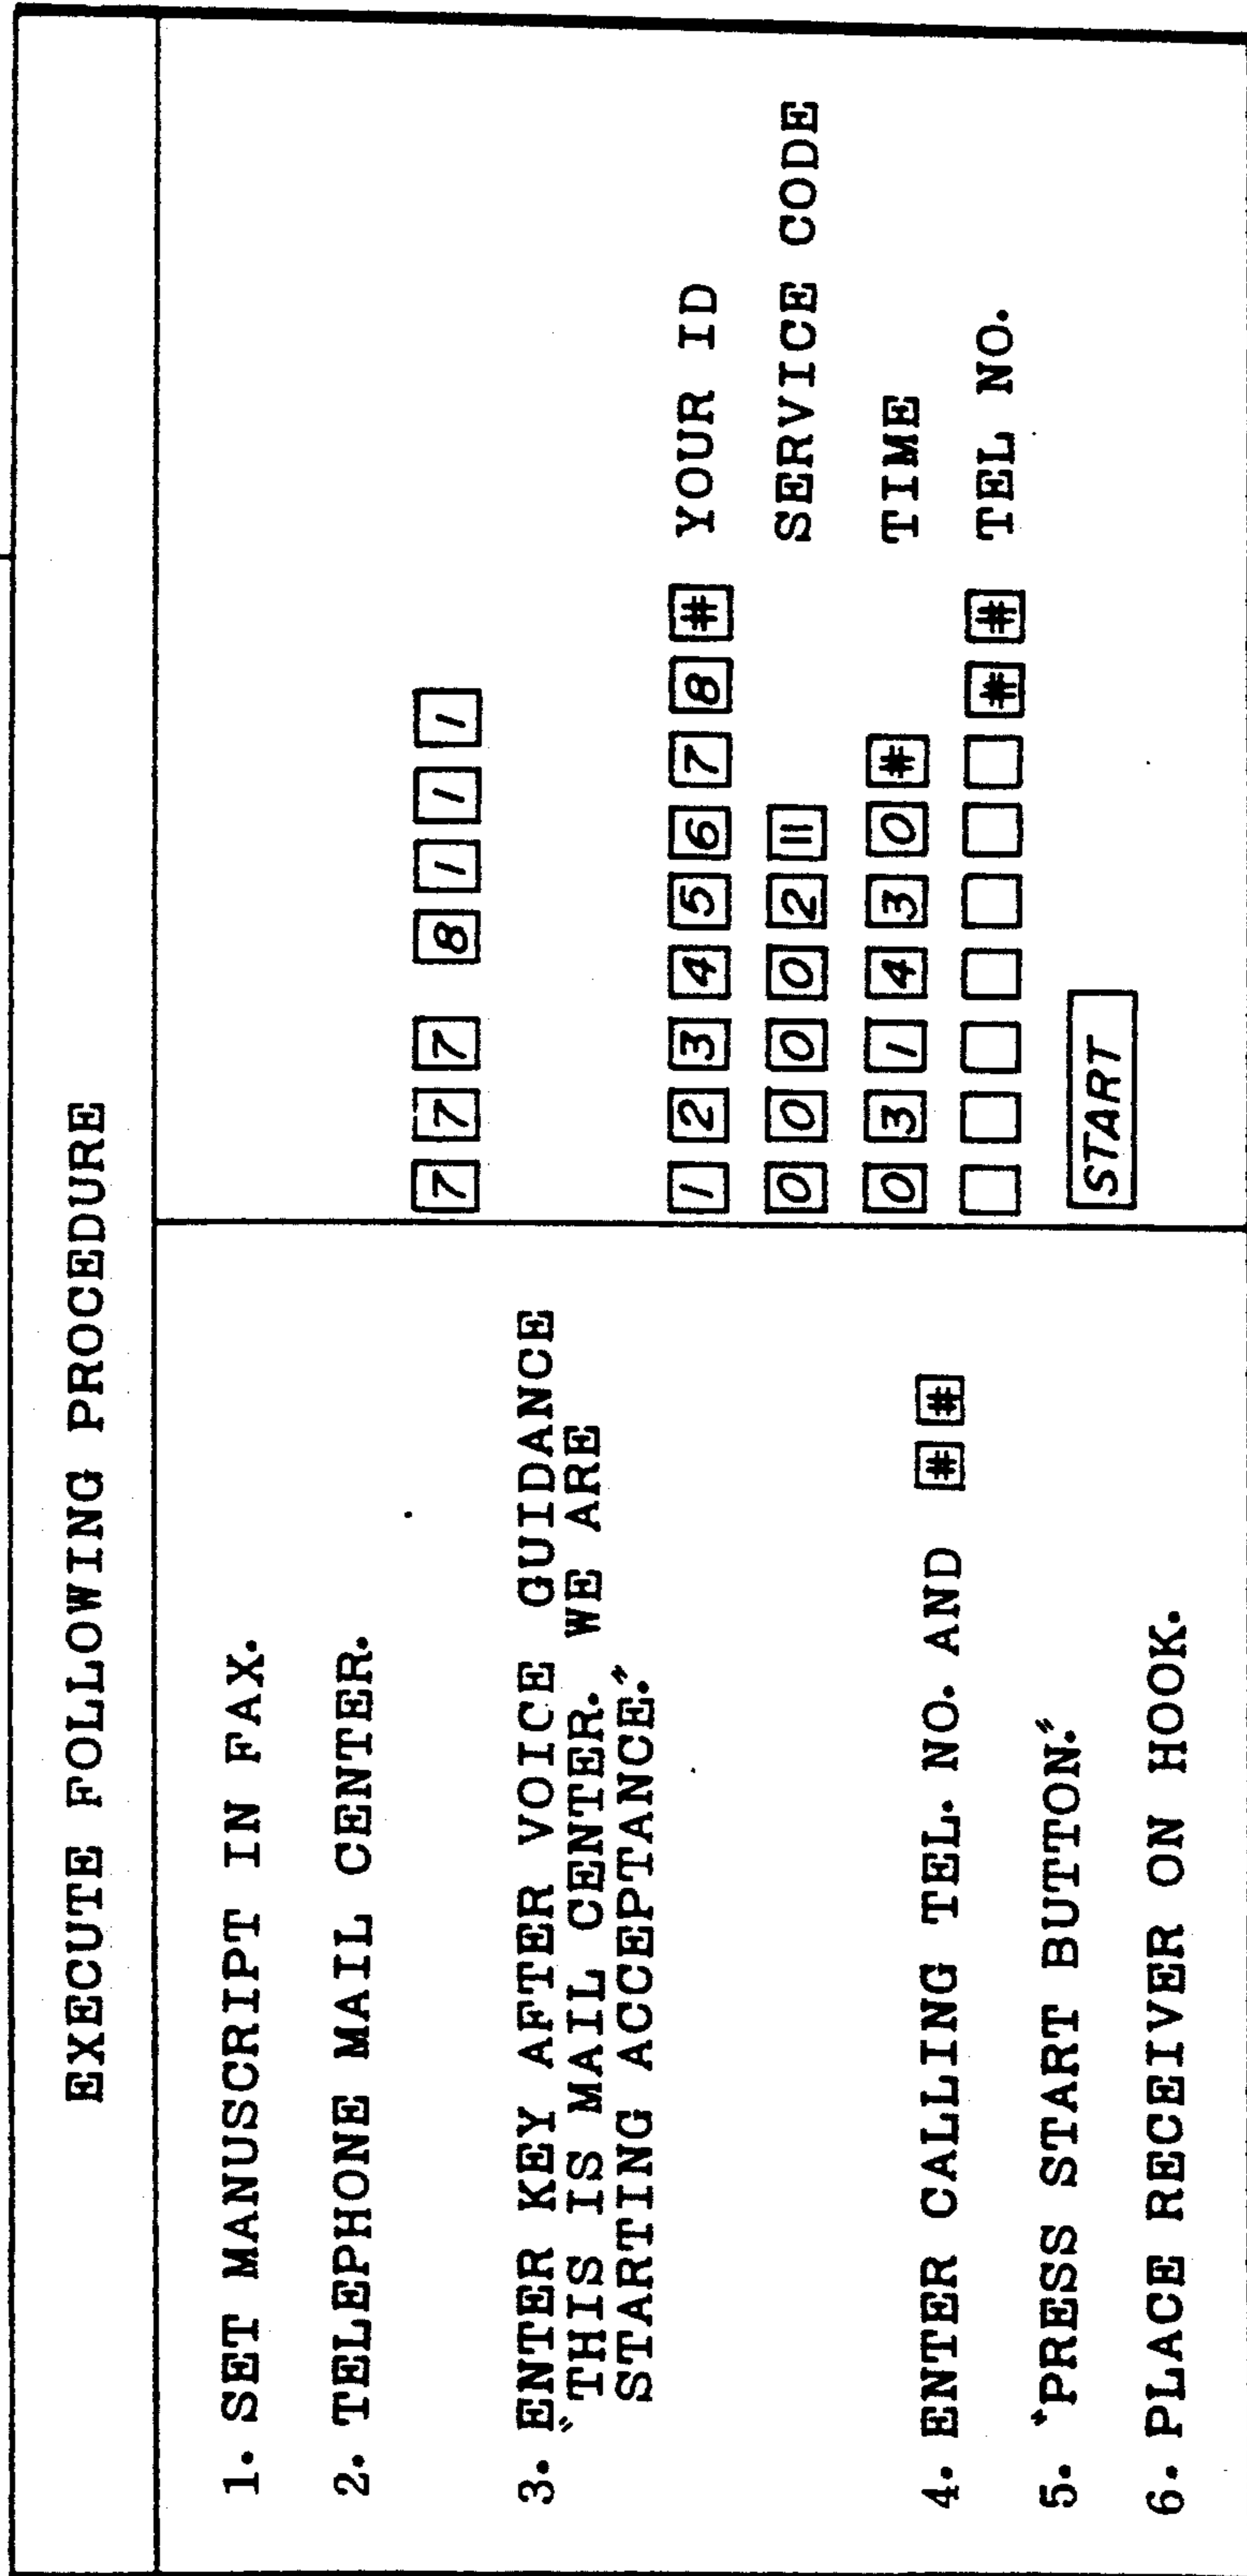 EXECUTE FOLLOWING PROCEDURE
1. SET MANUSCRIPT IN FAX.
2. TELEPHONE MAIL CENTER.
7 7 7 8 1 1 1
3. ENTER KEY AFTER VOICE GUIDANCE
"THIS IS MAIL CENTER. WE ARE
STARTING ACCEPTANCE."
1 2 3 4 5 6 7 8 # YOUR ID
0 0 0 0 2 = SERVICE CODE
0 3 1 4 3 0 # TIME
4. ENTER CALLING TEL. NO. AND # #
# # TEL NO.
5. "PRESS START BUTTON."
START
6. PLACE RECEIVER ON HOOK.